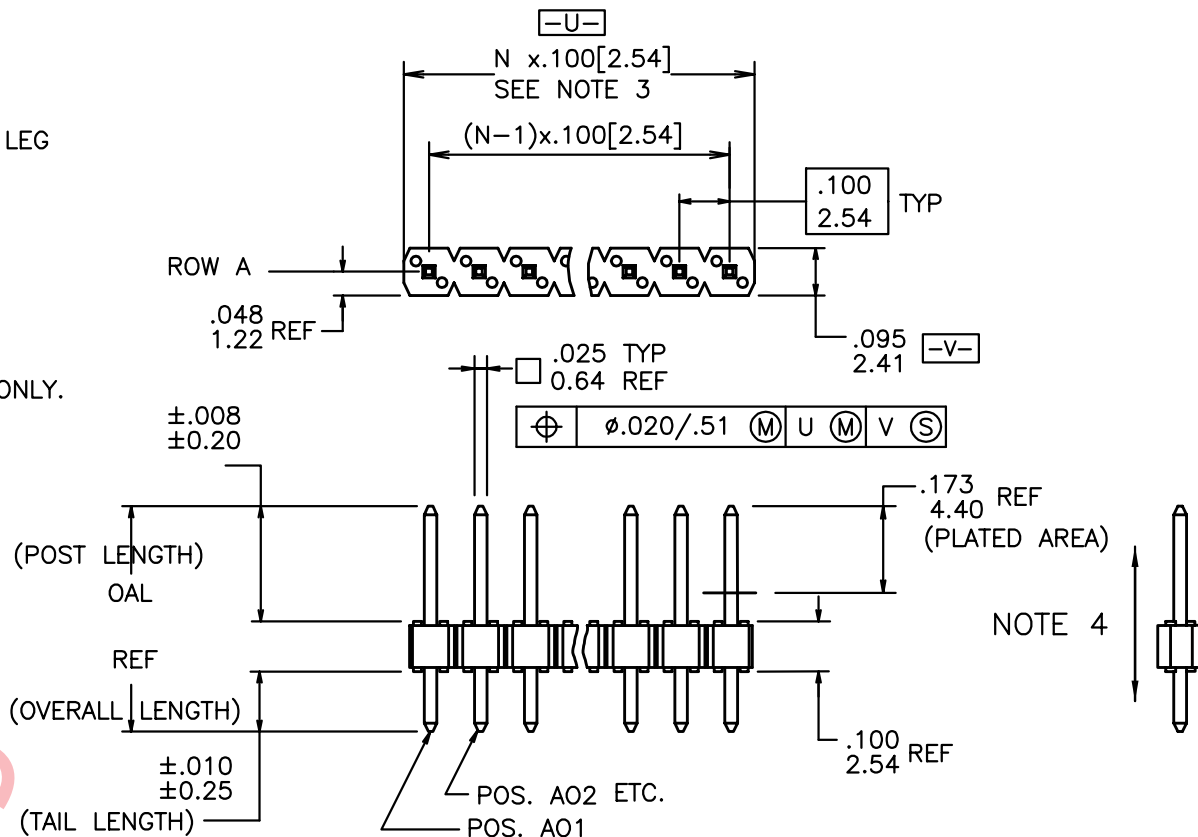 -U-
N x.100[2.54]
SEE NOTE 3
LEG
(N-1)x.100[2.54]
.100
2.54
TYP
ROW A
.048
1.22 REF
.095
2.41
-V-
.025 TYP
0.64 REF
ONLY.
±.008
±0.20
⌖ ø.020/.51 Ⓜ U Ⓜ V Ⓢ
.173
4.40 REF
(PLATED AREA)
(POST LENGTH)
OAL
NOTE 4
REF
(OVERALL LENGTH)
.100
2.54 REF
±.010
±0.25
(TAIL LENGTH)
POS. A02 ETC.
POS. A01